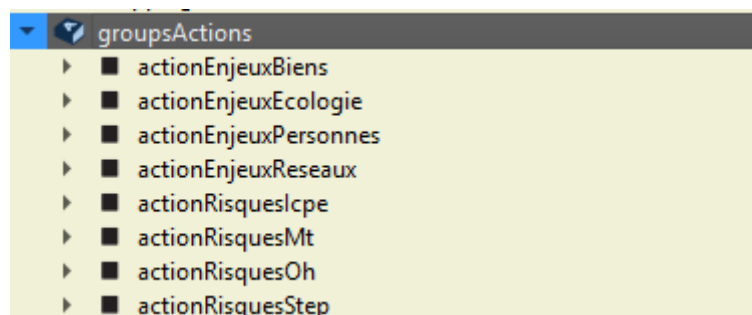 groupsActions
actionEnjeuxBiens
actionEnjeuxEcologie
actionEnjeuxPersonnes
actionEnjeuxReseaux
actionRisquesIcpe
actionRisquesMt
actionRisquesOh
actionRisquesStep